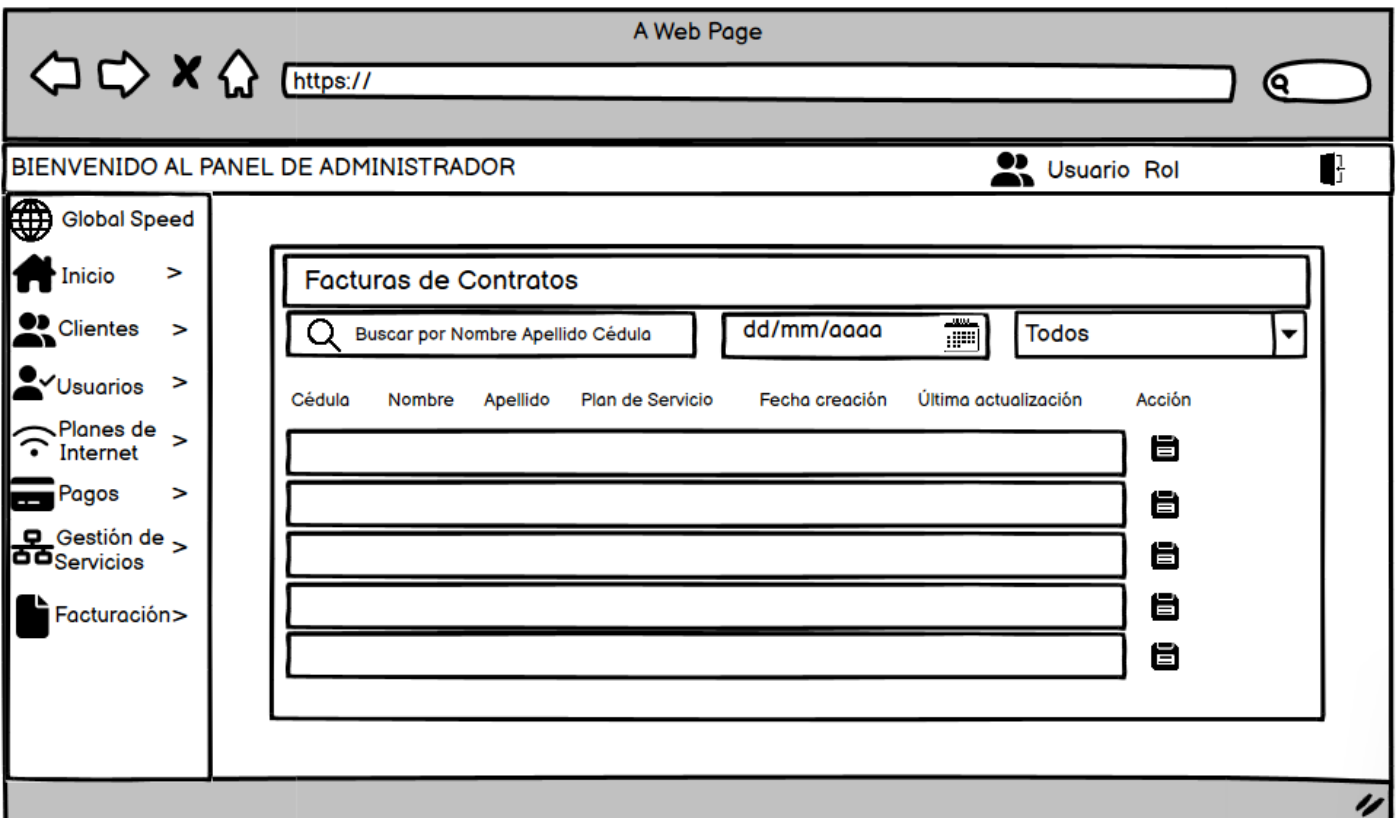 A Web Page
https://
BIENVENIDO AL PANEL DE ADMINISTRADOR
Usuario Rol
Global Speed
Inicio >
Clientes >
Usuarios >
Planes de
Internet >
Pagos >
Gestión de
Servicios >
Facturación>
Facturas de Contratos
Buscar por Nombre Apellido Cédula
dd/mm/aaaa
Todos
Cédula Nombre Apellido Plan de Servicio Fecha creación Última actualización Acción